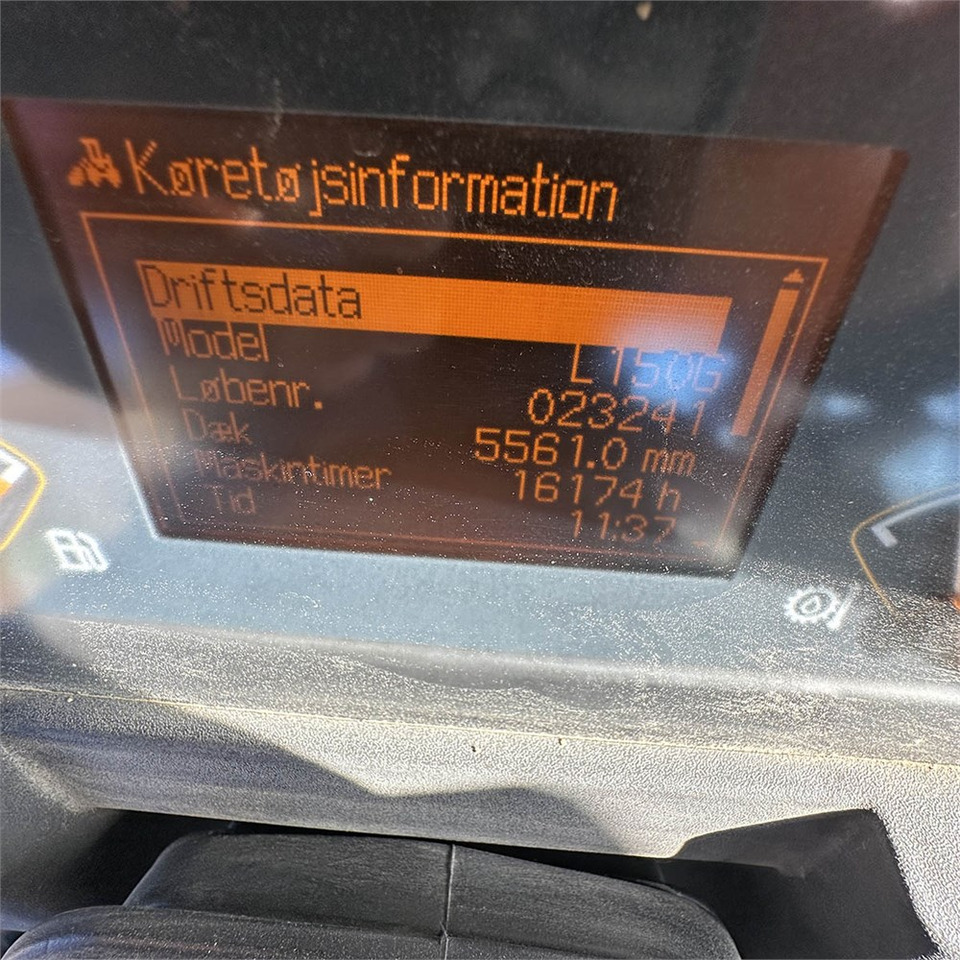 Køretøjsinformation
Driftsdata
Model L150G
Løbenr. 023241
Dæk 5561.0 mm
Maskintimer 16174 h
Tid 11:37